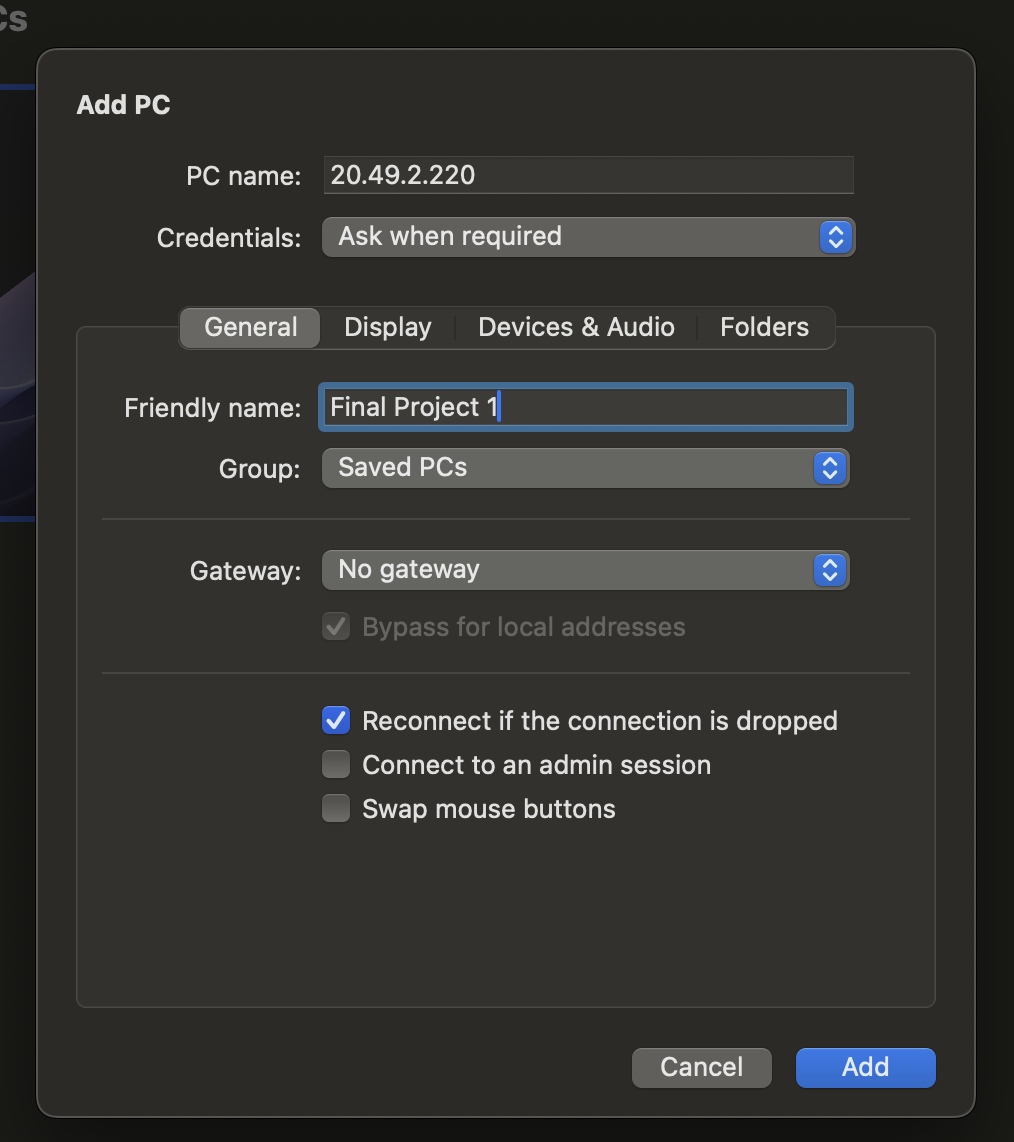 Cs
Add PC
PC name: 20.49.2.220
Credentials: Ask when required
General Display Devices & Audio Folders
Friendly name: Final Project 1
Group: Saved PCs
Gateway: No gateway
Bypass for local addresses
Reconnect if the connection is dropped
Connect to an admin session
Swap mouse buttons
Cancel Add